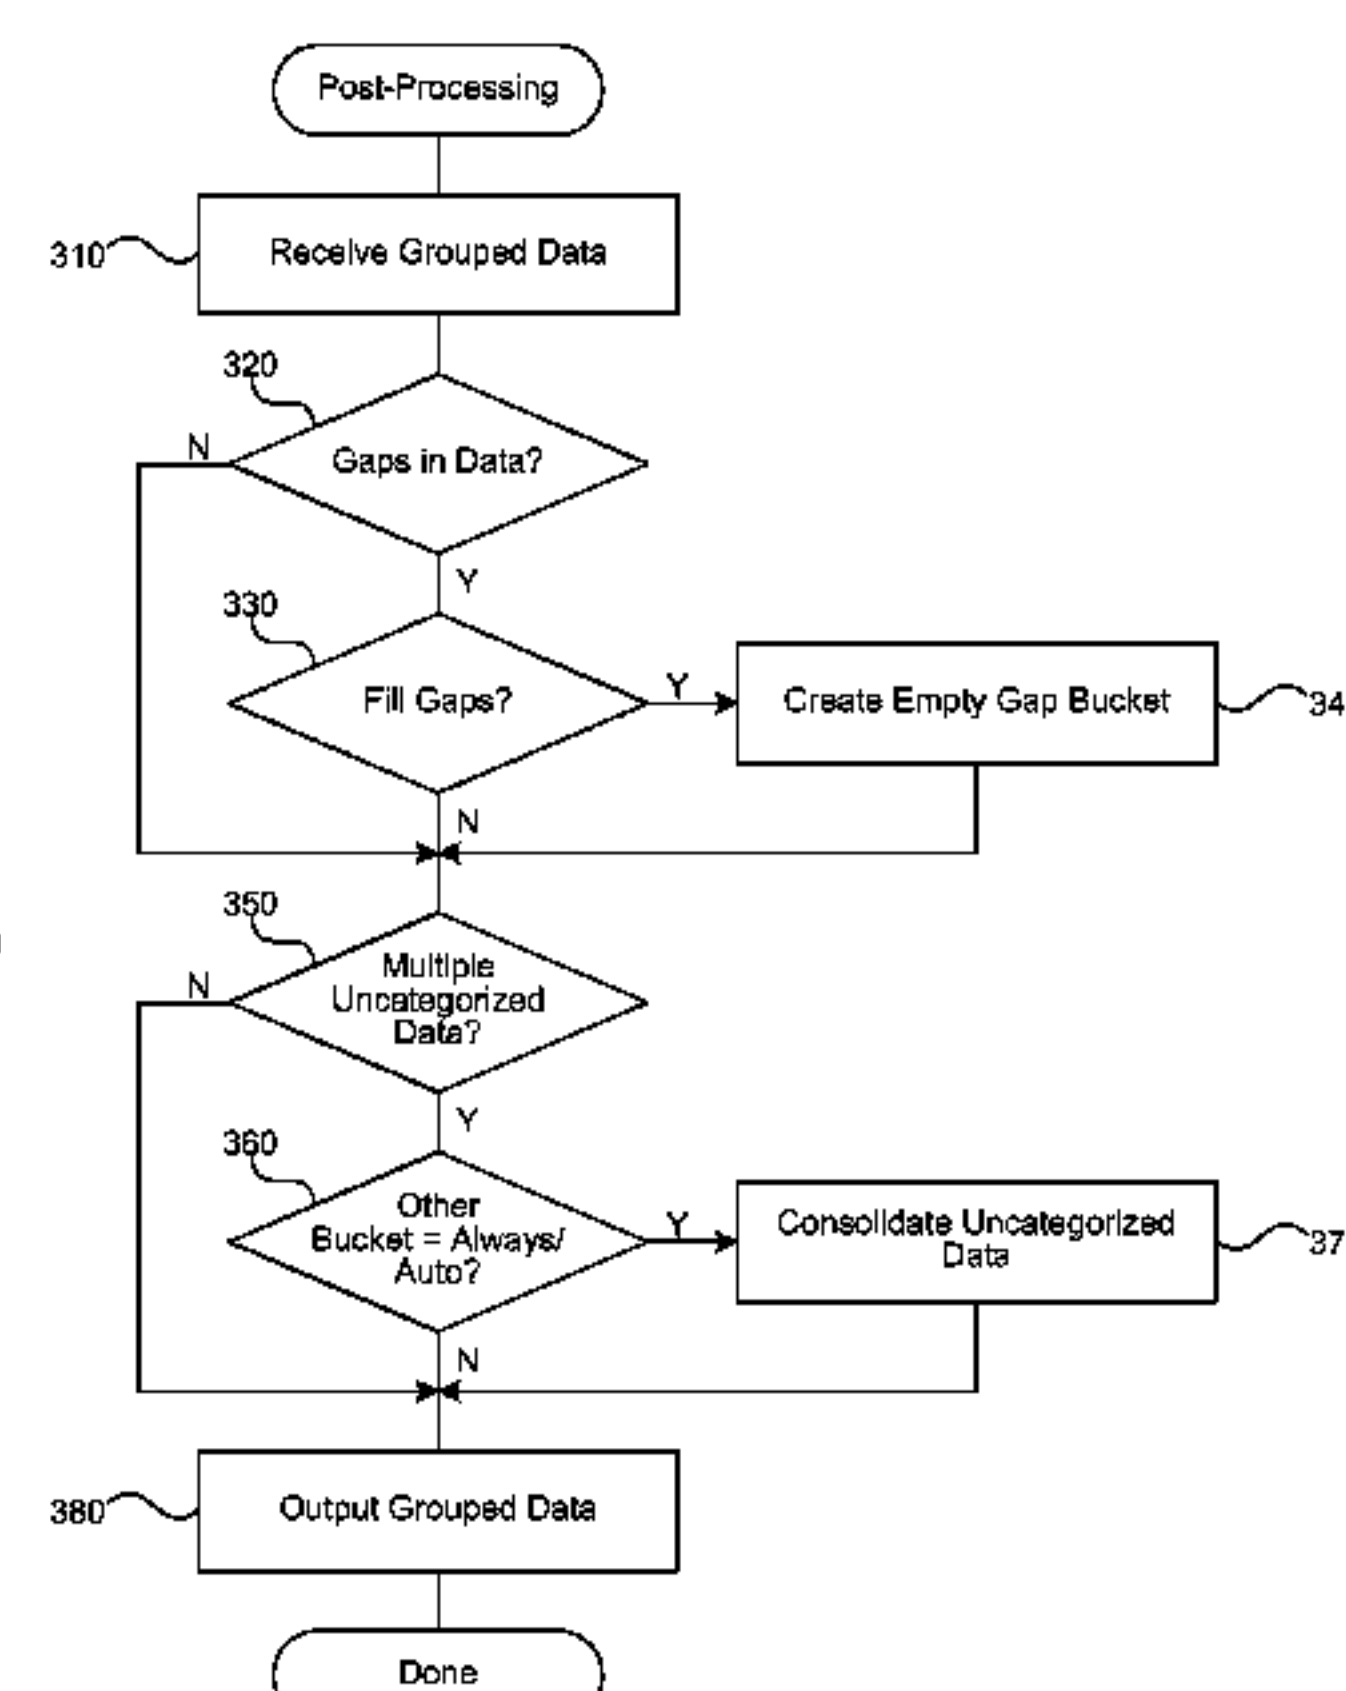 Post-Processing
310
Receive Grouped Data
320
N
Gaps in Data?
Y
330
Fill Gaps?
Y
Create Empty Gap Bucket
34
N
350
N
Multiple
Uncategorized
Data?
Y
360
Other
Bucket = Always/
Auto?
Y
Consolidate Uncategorized
Data
37
N
380
Output Grouped Data
Done